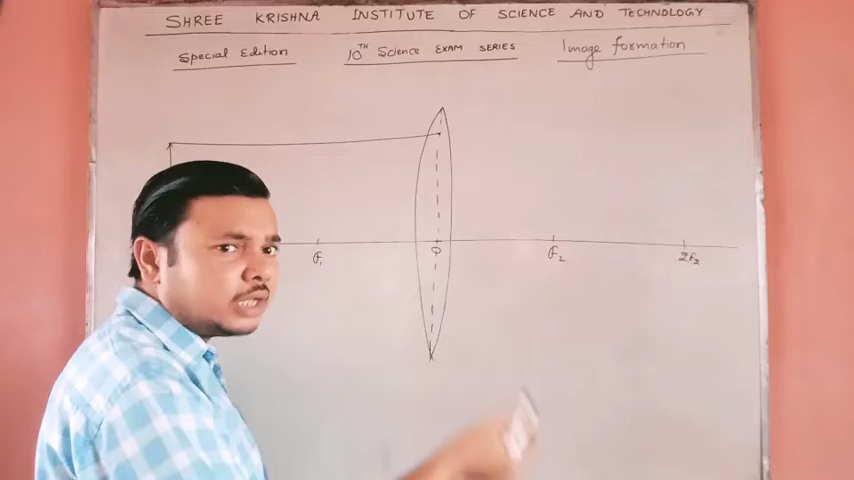 SHREE KRISHNA INSTITUTE OF SCIENCE AND TECHNOLOGY
Special Edition 10TH Science EXAM SERIES Image formation
F1 O F2 2F2